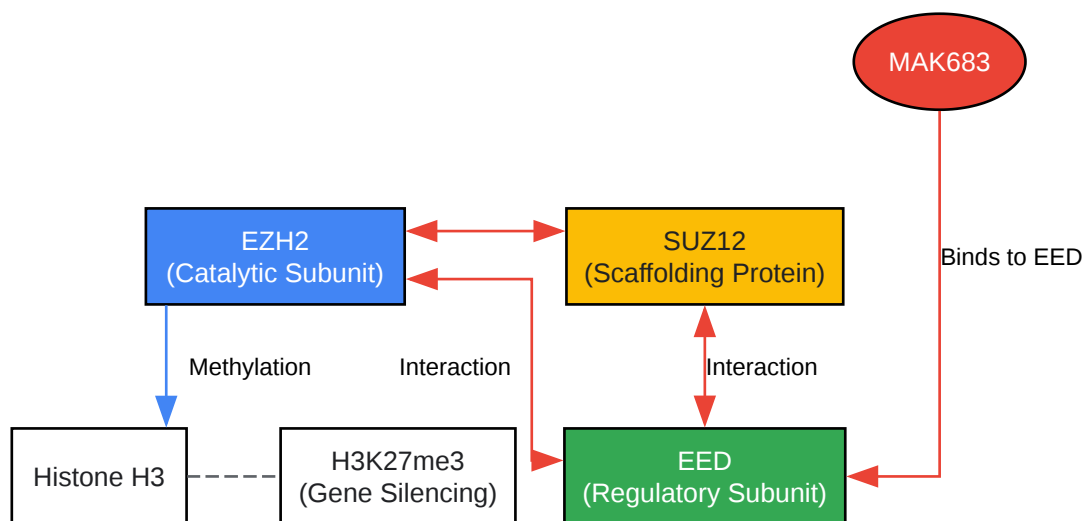 MAK683
EZH2
(Catalytic Subunit)
SUZ12
(Scaffolding Protein)
Binds to EED
Methylation
Interaction
Interaction
Histone H3
H3K27me3
(Gene Silencing)
EED
(Regulatory Subunit)